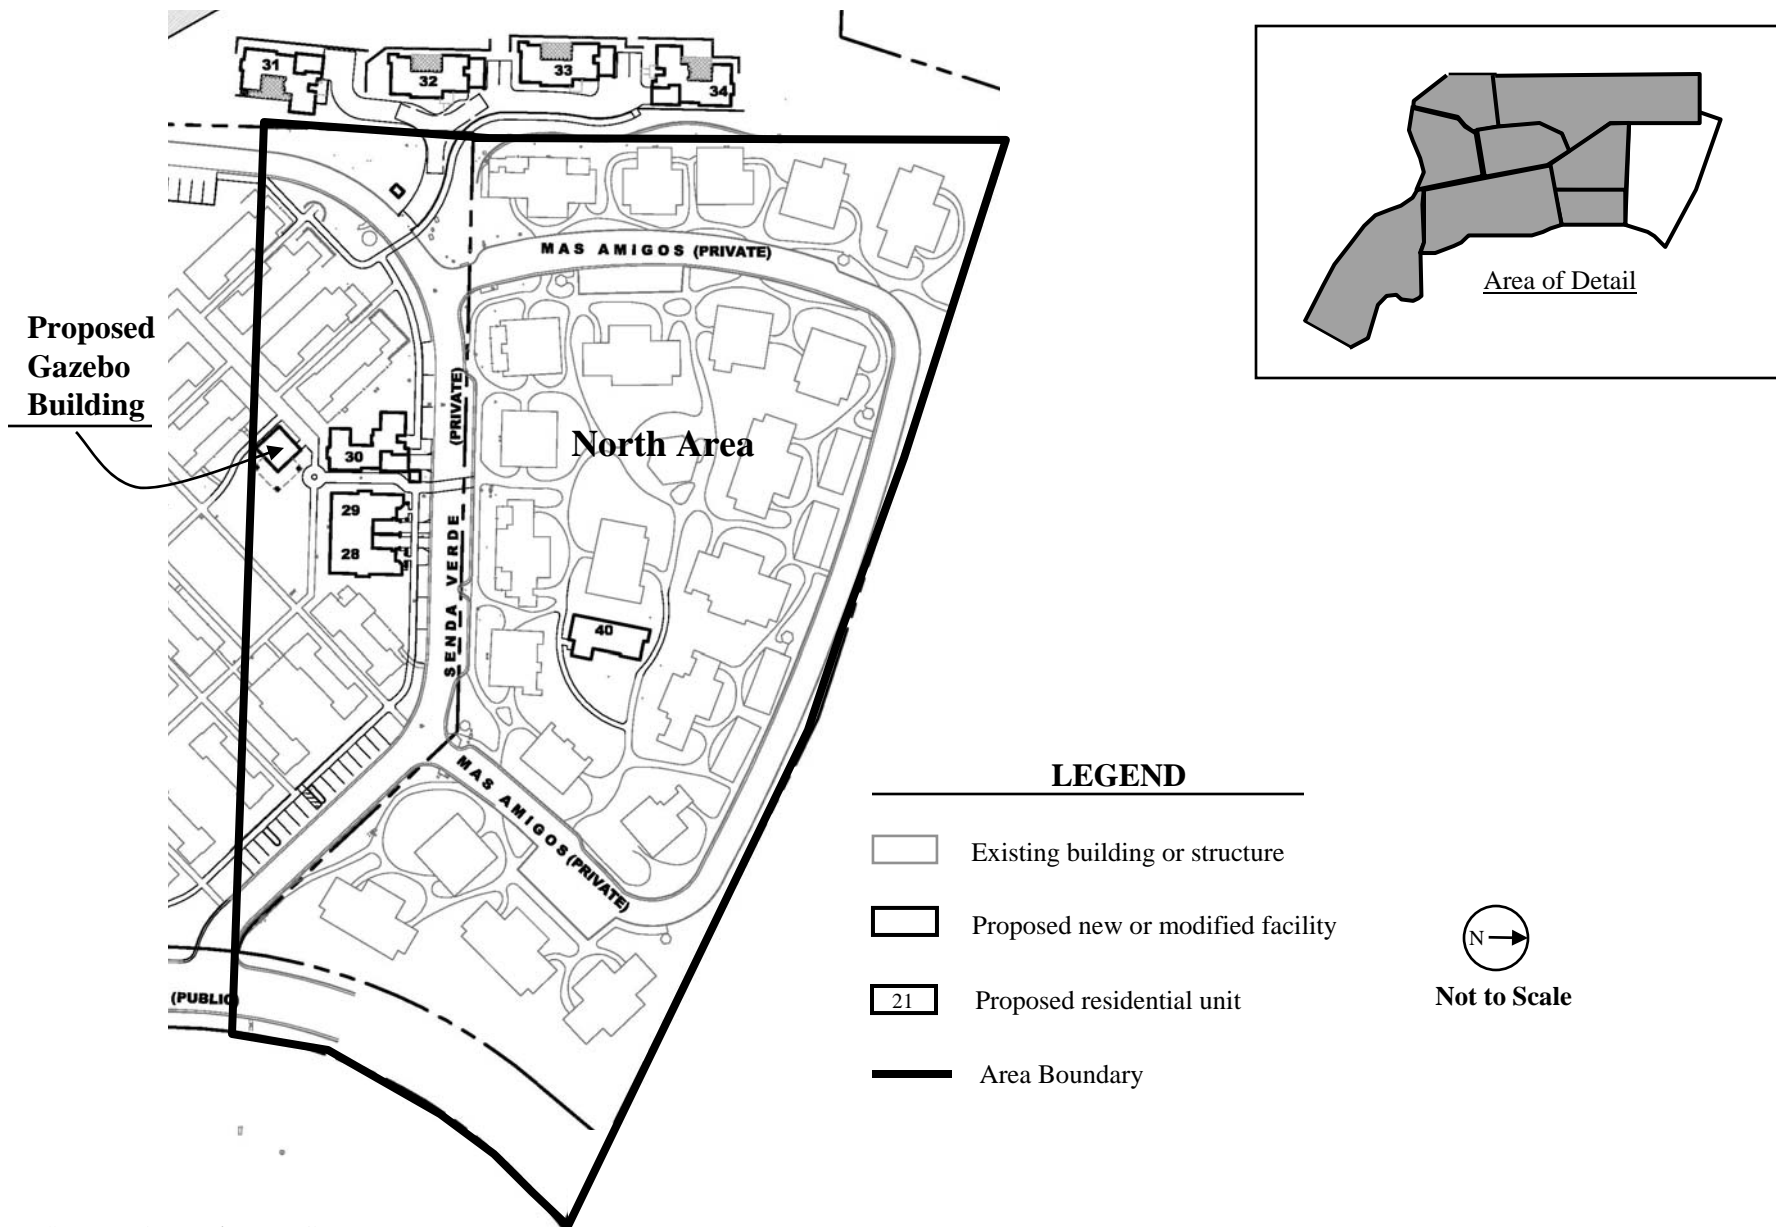 31
32
33
34
MAS AMIGOS (PRIVATE)
Area of Detail
Proposed
Gazebo
Building
(PRIVATE)
North Area
30
29
28
SENDA VERDE
40
MAS AMIGOS (PRIVATE)
LEGEND
Existing building or structure
Proposed new or modified facility
N
21 Proposed residential unit
Not to Scale
(PUBLIC)
Area Boundary